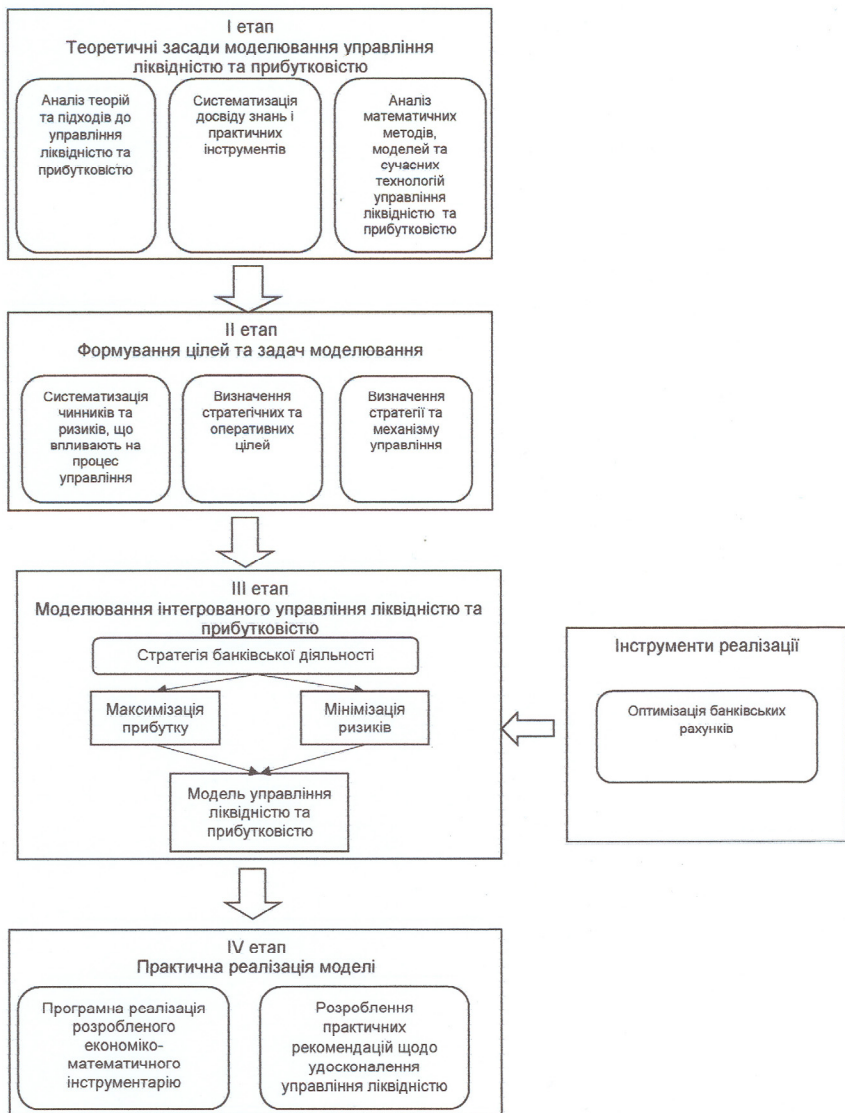 І етап
Теоретичні засади моделювання управління
ліквідністю та прибутковістю
Аналіз теорій
та підходів до
управління
ліквідністю та
прибутковістю
Систематизація
досвіду знань і
практичних
інструментів
Аналіз
математичних
методів,
моделей та
сучасних
технологій
управління
ліквідністю та
прибутковістю
ІІ етап
Формування цілей та задач моделювання
Систематизація
чинників та
ризиків, що
впливають на
процес
управління
Визначення
стратегічних та
оперативних
цілей
Визначення
стратегії та
механізму
управління
ІІІ етап
Моделювання інтегрованого управління ліквідністю та
прибутковістю
Стратегія банківської діяльності
Максимізація
прибутку
Мінімізація
ризиків
Модель управління
ліквідністю та
прибутковістю
Інструменти реалізації
Оптимізація банківських
рахунків
IV етап
Практична реалізація моделі
Програмна реалізація
розробленого
економіко-
математичного
інструментарію
Розроблення
практичних
рекомендацій щодо
удосконалення
управління ліквідністю